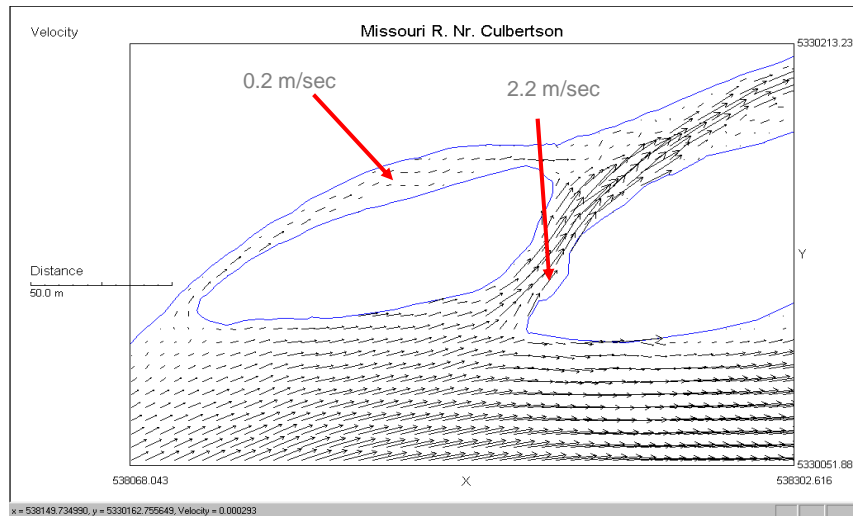 Velocity
Missouri R. Nr. Culbertson
5330213.23
0.2 m/sec
2.2 m/sec
Y
Distance
50.0 m
5330051.88
538068.043
X
538302.616
x = 538149.734990, y = 5330162.755649, Velocity = 0.000293